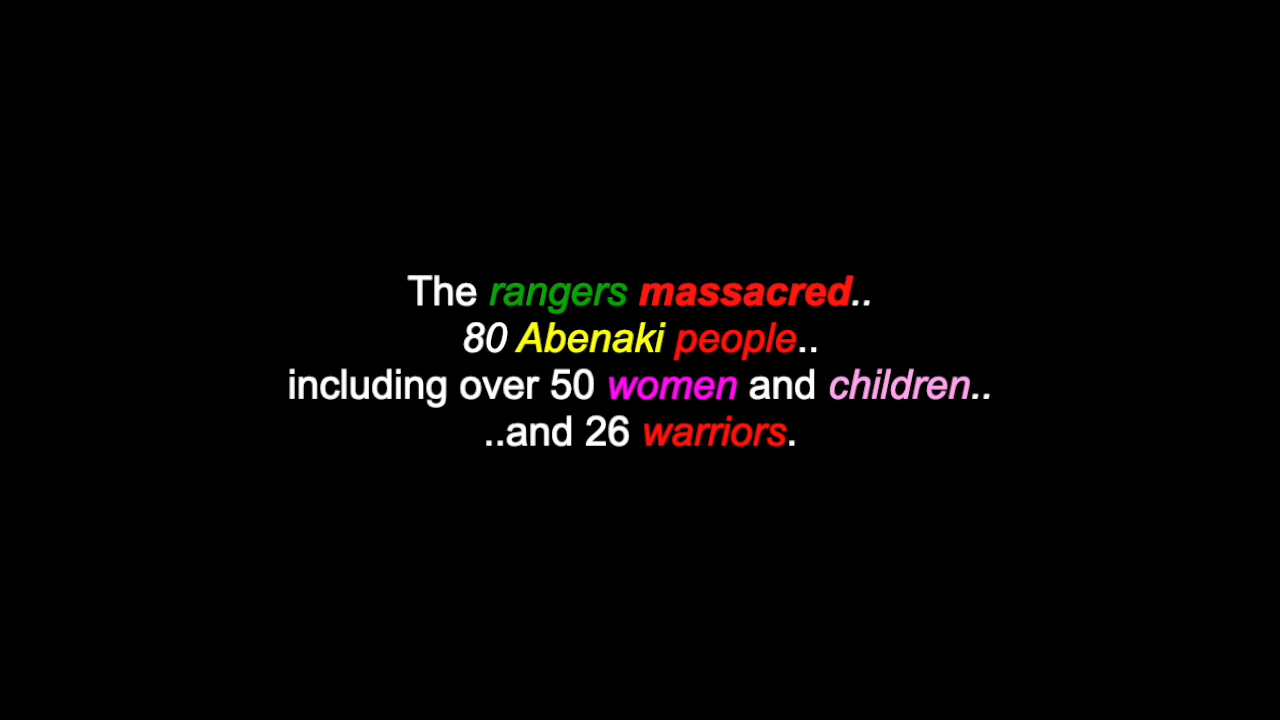 The rangers massacred..
80 Abenaki people..
including over 50 women and children..
..and 26 warriors.